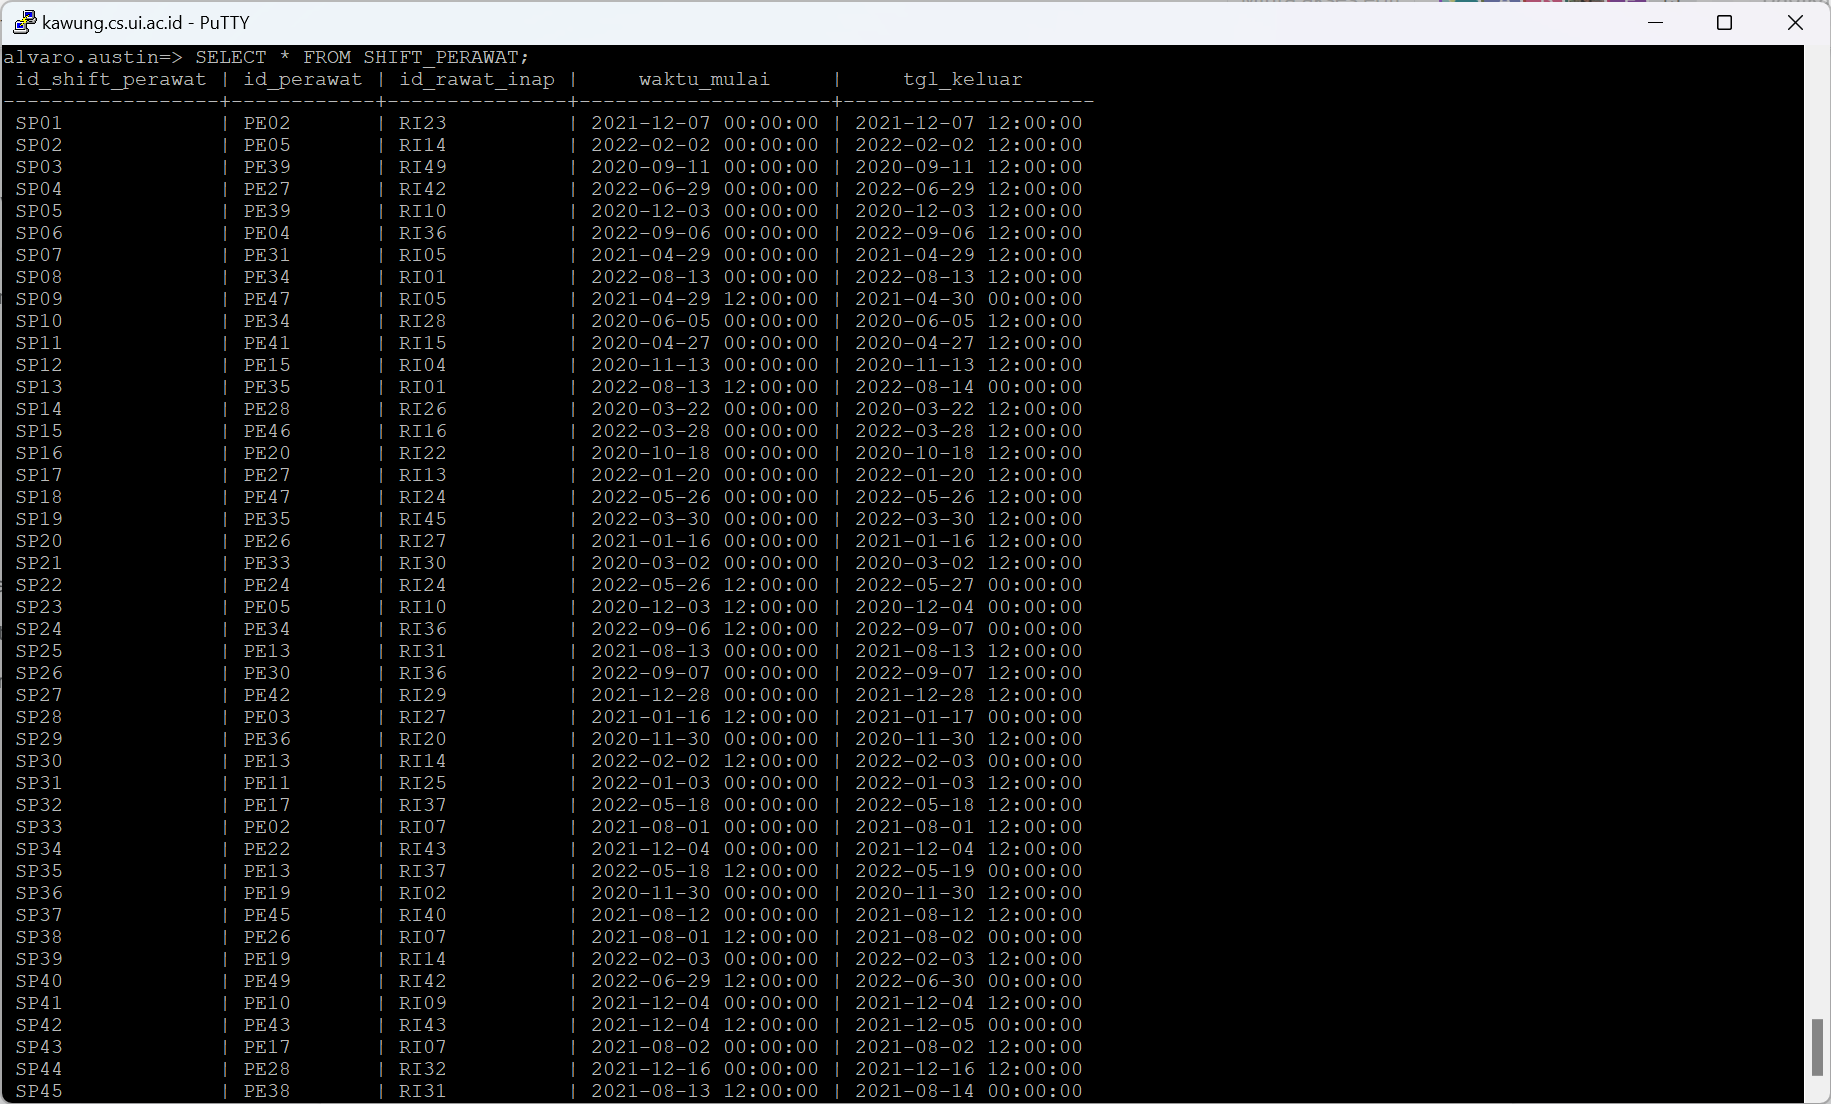 kawung.cs.ui.ac.id - PuTTY
alvaro.austin=> SELECT * FROM SHIFT_PERAWAT;
id_shift_perawat | id_perawat | id_rawat_inap | waktu_mulai | tgl_keluar
------------------+------------+---------------+---------------------+---------------------
SP01 | PE02 | RI23 | 2021-12-07 00:00:00 | 2021-12-07 12:00:00
SP02 | PE05 | RI14 | 2022-02-02 00:00:00 | 2022-02-02 12:00:00
SP03 | PE39 | RI49 | 2020-09-11 00:00:00 | 2020-09-11 12:00:00
SP04 | PE27 | RI42 | 2022-06-29 00:00:00 | 2022-06-29 12:00:00
SP05 | PE39 | RI10 | 2020-12-03 00:00:00 | 2020-12-03 12:00:00
SP06 | PE04 | RI36 | 2022-09-06 00:00:00 | 2022-09-06 12:00:00
SP07 | PE31 | RI05 | 2021-04-29 00:00:00 | 2021-04-29 12:00:00
SP08 | PE34 | RI01 | 2022-08-13 00:00:00 | 2022-08-13 12:00:00
SP09 | PE47 | RI05 | 2021-04-29 12:00:00 | 2021-04-30 00:00:00
SP10 | PE34 | RI28 | 2020-06-05 00:00:00 | 2020-06-05 12:00:00
SP11 | PE41 | RI15 | 2020-04-27 00:00:00 | 2020-04-27 12:00:00
SP12 | PE15 | RI04 | 2020-11-13 00:00:00 | 2020-11-13 12:00:00
SP13 | PE35 | RI01 | 2022-08-13 12:00:00 | 2022-08-14 00:00:00
SP14 | PE28 | RI26 | 2020-03-22 00:00:00 | 2020-03-22 12:00:00
SP15 | PE46 | RI16 | 2022-03-28 00:00:00 | 2022-03-28 12:00:00
SP16 | PE20 | RI22 | 2020-10-18 00:00:00 | 2020-10-18 12:00:00
SP17 | PE27 | RI13 | 2022-01-20 00:00:00 | 2022-01-20 12:00:00
SP18 | PE47 | RI24 | 2022-05-26 00:00:00 | 2022-05-26 12:00:00
SP19 | PE35 | RI45 | 2022-03-30 00:00:00 | 2022-03-30 12:00:00
SP20 | PE26 | RI27 | 2021-01-16 00:00:00 | 2021-01-16 12:00:00
SP21 | PE33 | RI30 | 2020-03-02 00:00:00 | 2020-03-02 12:00:00
SP22 | PE24 | RI24 | 2022-05-26 12:00:00 | 2022-05-27 00:00:00
SP23 | PE05 | RI10 | 2020-12-03 12:00:00 | 2020-12-04 00:00:00
SP24 | PE34 | RI36 | 2022-09-06 12:00:00 | 2022-09-07 00:00:00
SP25 | PE13 | RI31 | 2021-08-13 00:00:00 | 2021-08-13 12:00:00
SP26 | PE30 | RI36 | 2022-09-07 00:00:00 | 2022-09-07 12:00:00
SP27 | PE42 | RI29 | 2021-12-28 00:00:00 | 2021-12-28 12:00:00
SP28 | PE03 | RI27 | 2021-01-16 12:00:00 | 2021-01-17 00:00:00
SP29 | PE36 | RI20 | 2020-11-30 00:00:00 | 2020-11-30 12:00:00
SP30 | PE13 | RI14 | 2022-02-02 12:00:00 | 2022-02-03 00:00:00
SP31 | PE11 | RI25 | 2022-01-03 00:00:00 | 2022-01-03 12:00:00
SP32 | PE17 | RI37 | 2022-05-18 00:00:00 | 2022-05-18 12:00:00
SP33 | PE02 | RI07 | 2021-08-01 00:00:00 | 2021-08-01 12:00:00
SP34 | PE22 | RI43 | 2021-12-04 00:00:00 | 2021-12-04 12:00:00
SP35 | PE13 | RI37 | 2022-05-18 12:00:00 | 2022-05-19 00:00:00
SP36 | PE19 | RI02 | 2020-11-30 00:00:00 | 2020-11-30 12:00:00
SP37 | PE45 | RI40 | 2021-08-12 00:00:00 | 2021-08-12 12:00:00
SP38 | PE26 | RI07 | 2021-08-01 12:00:00 | 2021-08-02 00:00:00
SP39 | PE19 | RI14 | 2022-02-03 00:00:00 | 2022-02-03 12:00:00
SP40 | PE49 | RI42 | 2022-06-29 12:00:00 | 2022-06-30 00:00:00
SP41 | PE10 | RI09 | 2021-12-04 00:00:00 | 2021-12-04 12:00:00
SP42 | PE43 | RI43 | 2021-12-04 12:00:00 | 2021-12-05 00:00:00
SP43 | PE17 | RI07 | 2021-08-02 00:00:00 | 2021-08-02 12:00:00
SP44 | PE28 | RI32 | 2021-12-16 00:00:00 | 2021-12-16 12:00:00
SP45 | PE38 | RI31 | 2021-08-13 12:00:00 | 2021-08-14 00:00:00